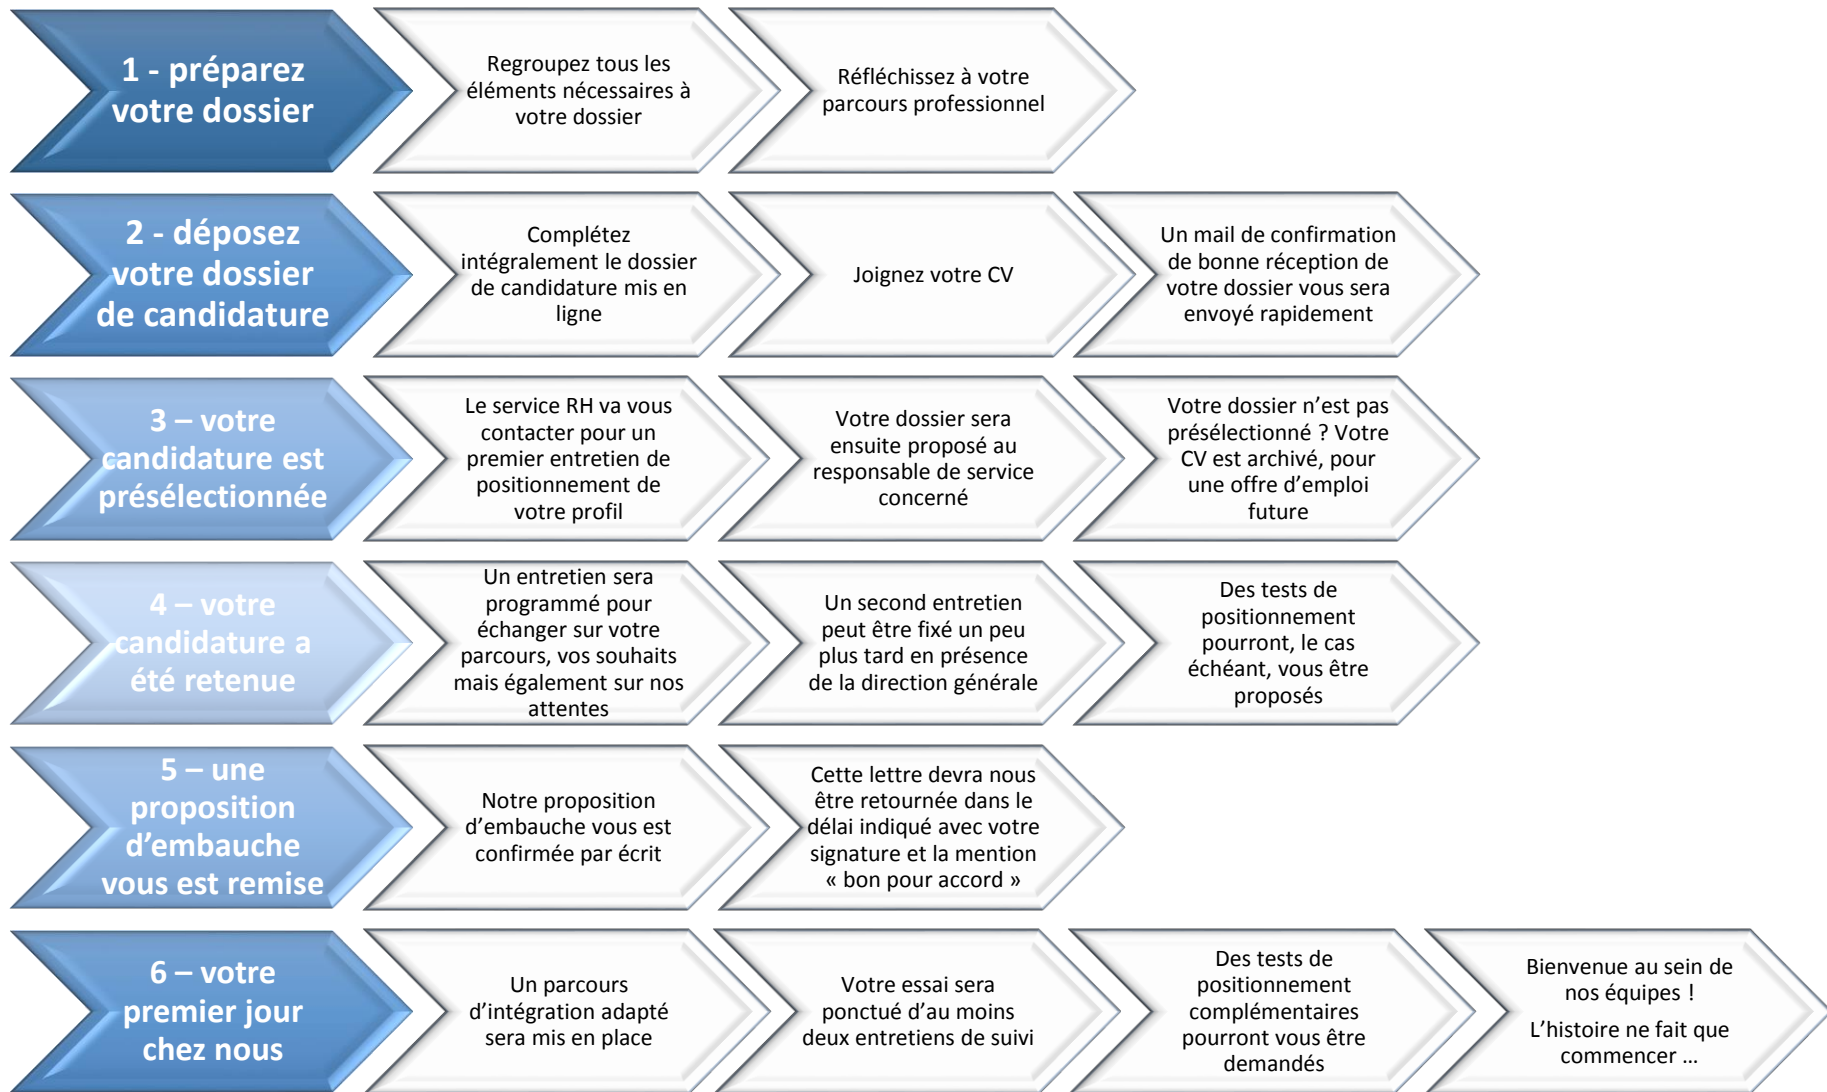 1 - préparez
votre dossier
Regroupez tous les
éléments nécessaires à
votre dossier
Réfléchissez à votre
parcours professionnel
2 - déposez
votre dossier
de candidature
Complétez
intégralement le dossier
de candidature mis en
ligne
Joignez votre CV
Un mail de confirmation
de bonne réception de
votre dossier vous sera
envoyé rapidement
3 – votre
candidature est
présélectionnée
Le service RH va vous
contacter pour un
premier entretien de
positionnement de
votre profil
Votre dossier sera
ensuite proposé au
responsable de service
concerné
Votre dossier n’est pas
présélectionné ? Votre
CV est archivé, pour
une offre d’emploi
future
4 – votre
candidature a
été retenue
Un entretien sera
programmé pour
échanger sur votre
parcours, vos souhaits
mais également sur nos
attentes
Un second entretien
peut être fixé un peu
plus tard en présence
de la direction générale
Des tests de
positionnement
pourront, le cas
échéant, vous être
proposés
5 – une
proposition
d’embauche
vous est remise
Notre proposition
d’embauche vous est
confirmée par écrit
Cette lettre devra nous
être retournée dans le
délai indiqué avec votre
signature et la mention
« bon pour accord »
6 – votre
premier jour
chez nous
Un parcours
d’intégration adapté
sera mis en place
Votre essai sera
ponctué d’au moins
deux entretiens de suivi
Des tests de
positionnement
complémentaires
pourront vous être
demandés
Bienvenue au sein de
nos équipes !
L’histoire ne fait que
commencer …